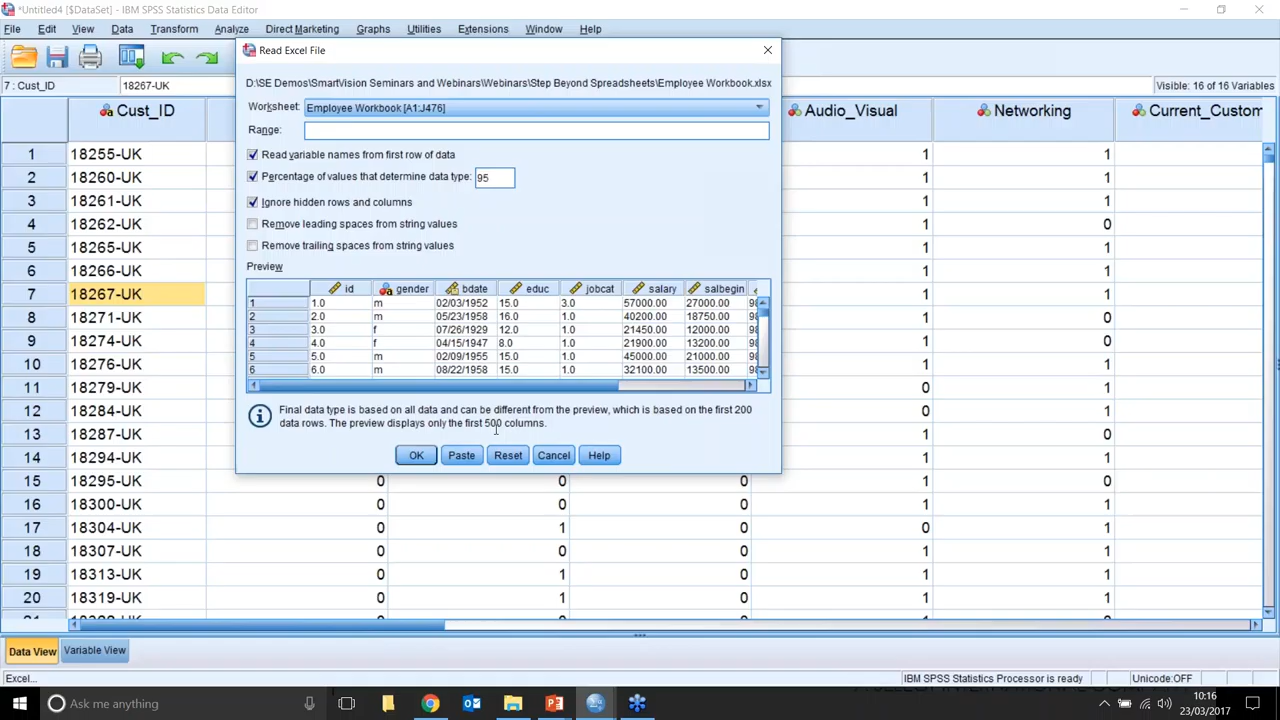 *Untitled4 [$DataSet] - IBM SPSS Statistics Data Editor
File Edit View Data Transform Analyze Direct Marketing Graphs Utilities Extensions Window Help
7 : Cust_ID 18267-UK Visible: 16 of 16 Variables
Cust_ID Audio_Visual Networking Current_Custom
1 18255-UK 1 1
2 18260-UK 1 1
3 18261-UK 1 1
4 18262-UK 1 0
5 18265-UK 1 1
6 18266-UK 1 1
7 18267-UK 1 1
8 18271-UK 1 1
9 18274-UK 1 0
10 18276-UK 1 1
11 18279-UK 0 1
12 18284-UK 0 1
13 18287-UK 1 1
14 18294-UK 1 1
15 18295-UK 0 0 0 1 0
16 18300-UK 0 0 0 1 1
17 18304-UK 0 1 0 0 1
18 18307-UK 0 0 0 1 1
19 18313-UK 0 1 0 1 1
20 18319-UK 0 1 0 1 1
Read Excel File
D:\SE Demos\SmartVision Seminars and Webinars\Webinars\Step Beyond Spreadsheets\Employee Workbook.xlsx
Worksheet: Employee Workbook [A1:J476]
Range:
Read variable names from first row of data
Percentage of values that determine data type: 95
Ignore hidden rows and columns
Remove leading spaces from string values
Remove trailing spaces from string values
Preview
id gender bdate educ jobcat salary salbegin
1 1.0 m 02/03/1952 15.0 3.0 57000.00 27000.00
2 2.0 m 05/23/1958 16.0 1.0 40200.00 18750.00
3 3.0 f 07/26/1929 12.0 1.0 21450.00 12000.00
4 4.0 f 04/15/1947 8.0 1.0 21900.00 13200.00
5 5.0 m 02/09/1955 15.0 1.0 45000.00 21000.00
6 6.0 m 08/22/1958 15.0 1.0 32100.00 13500.00
Final data type is based on all data and can be different from the preview, which is based on the first 200
data rows. The preview displays only the first 500 columns.
OK Paste Reset Cancel Help
Data View Variable View
Excel... IBM SPSS Statistics Processor is ready Unicode:OFF
Ask me anything
10:16
23/03/2017